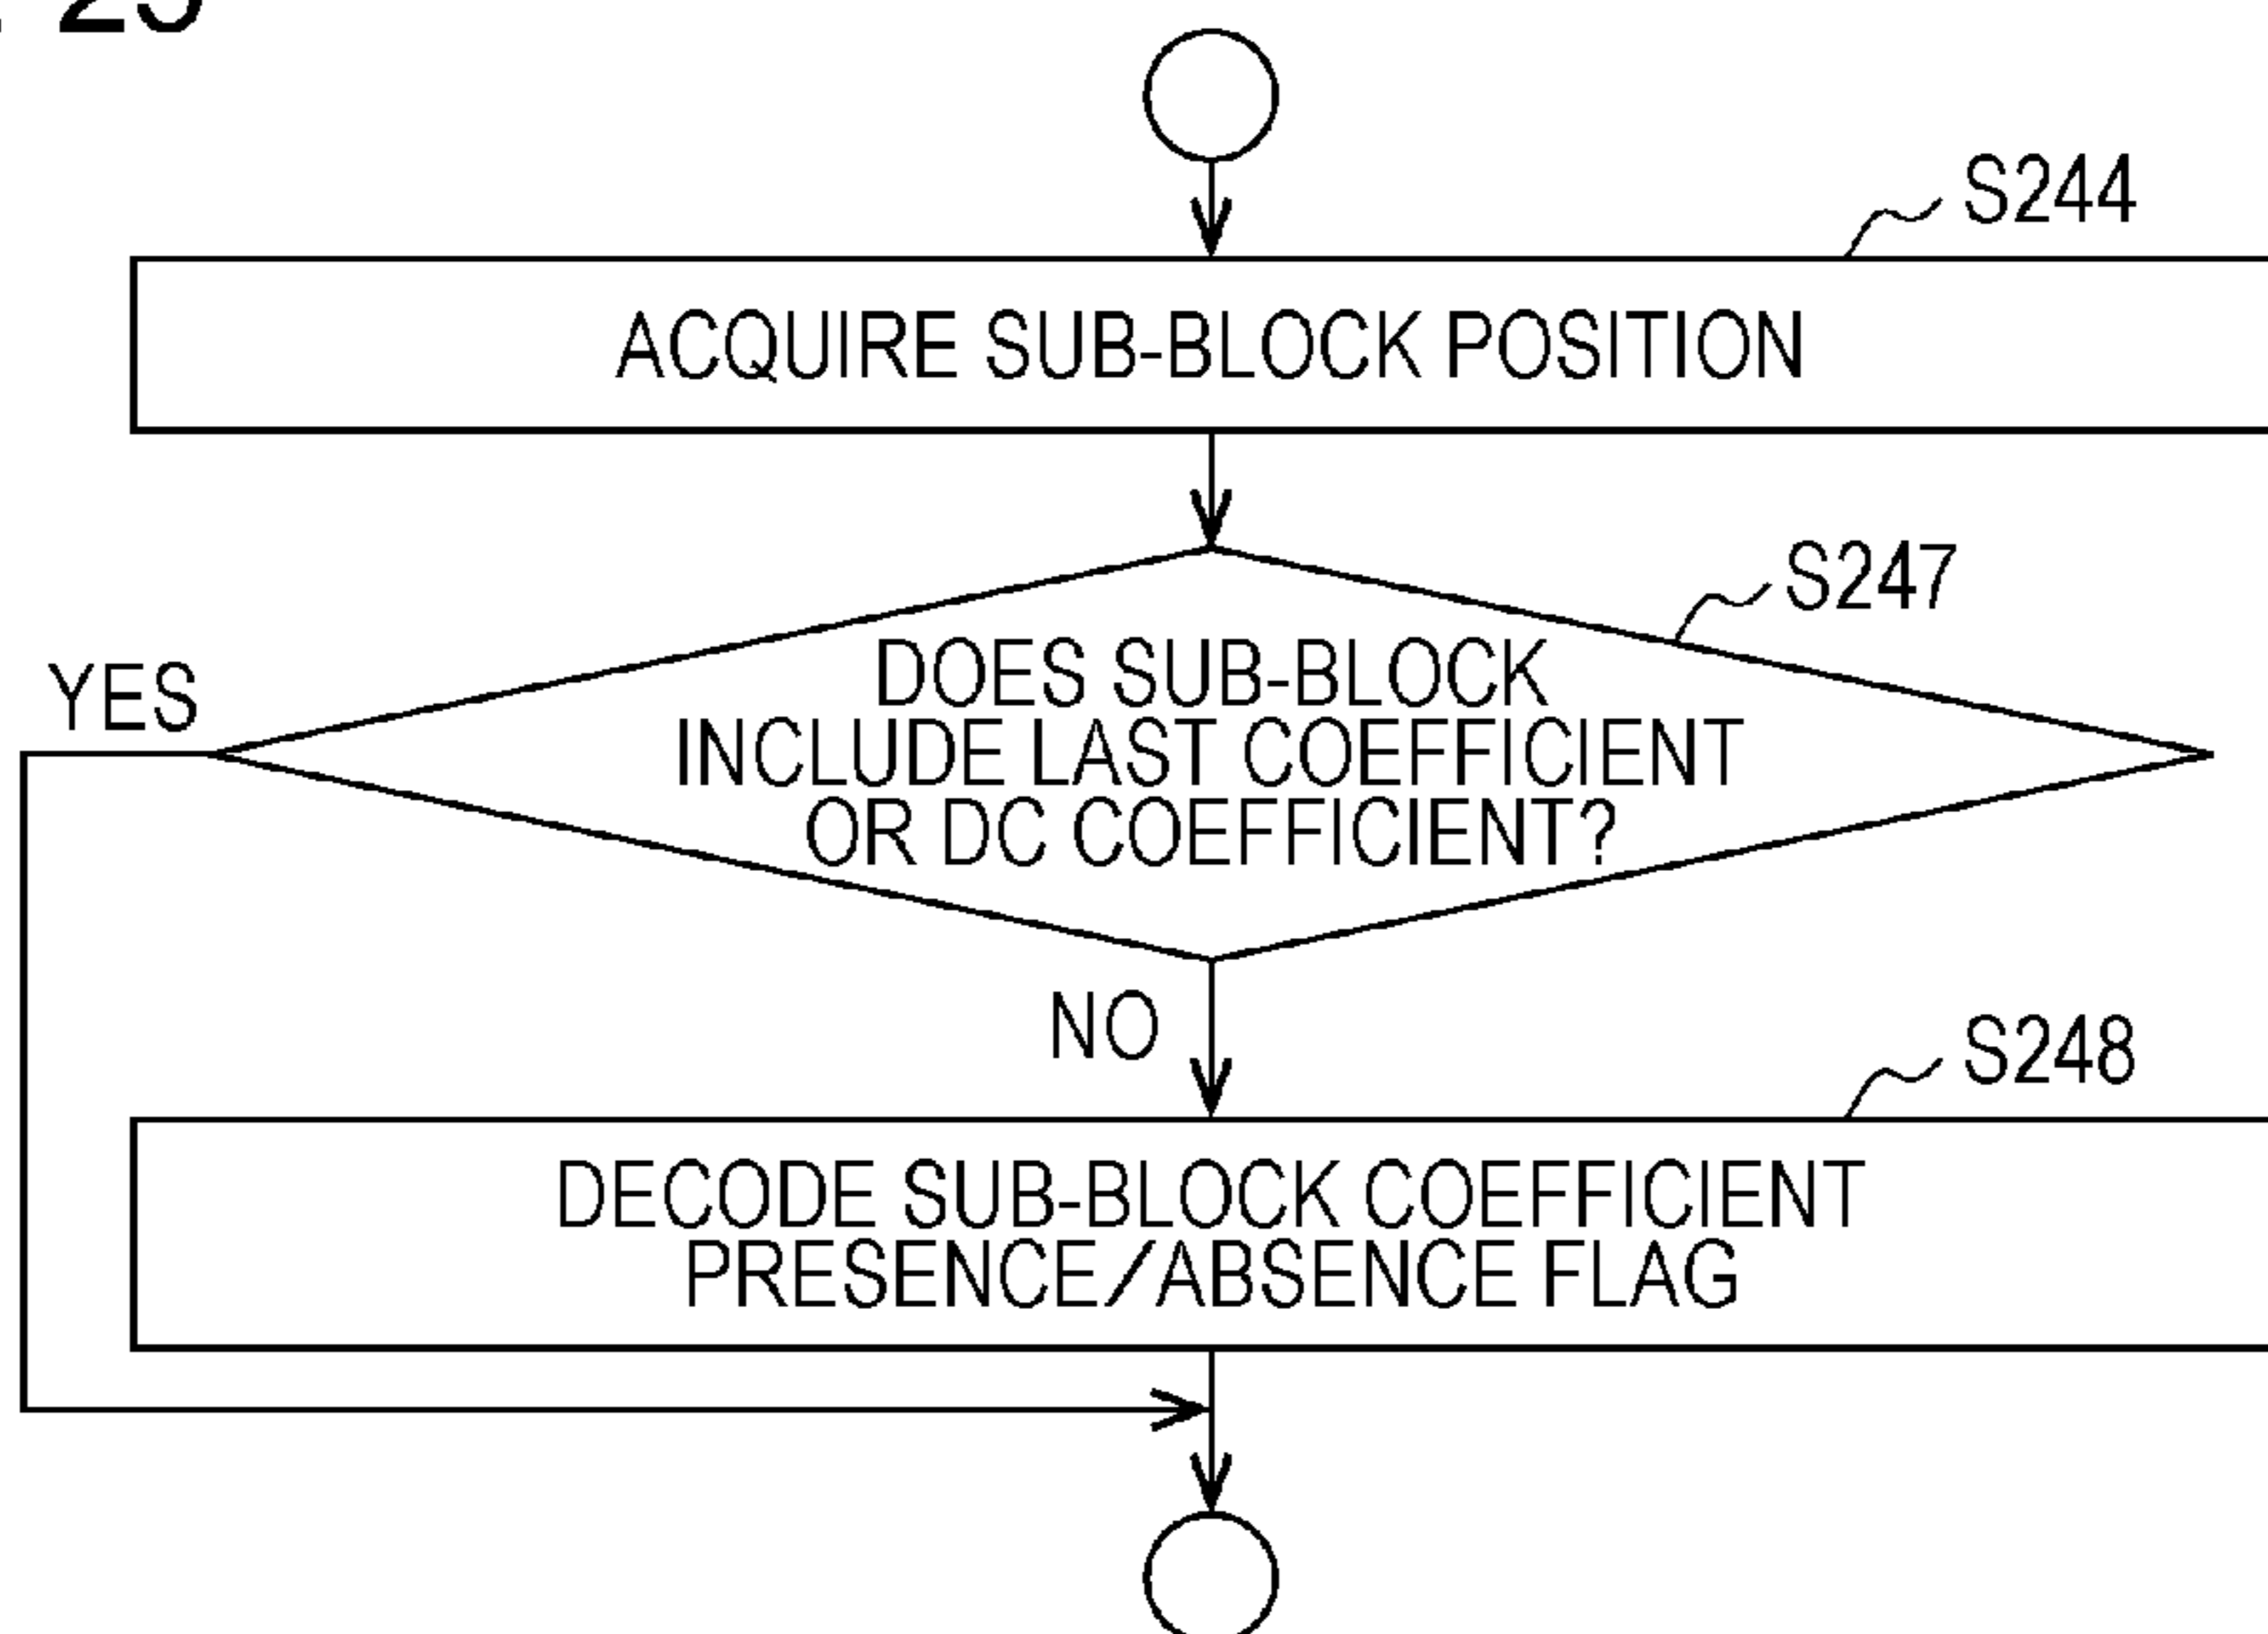 S244
ACQUIRE SUB-BLOCK POSITION
S247
DOES SUB-BLOCK
INCLUDE LAST COEFFICIENT
OR DC COEFFICIENT?
YES
NO
S248
DECODE SUB-BLOCK COEFFICIENT
PRESENCE/ABSENCE FLAG